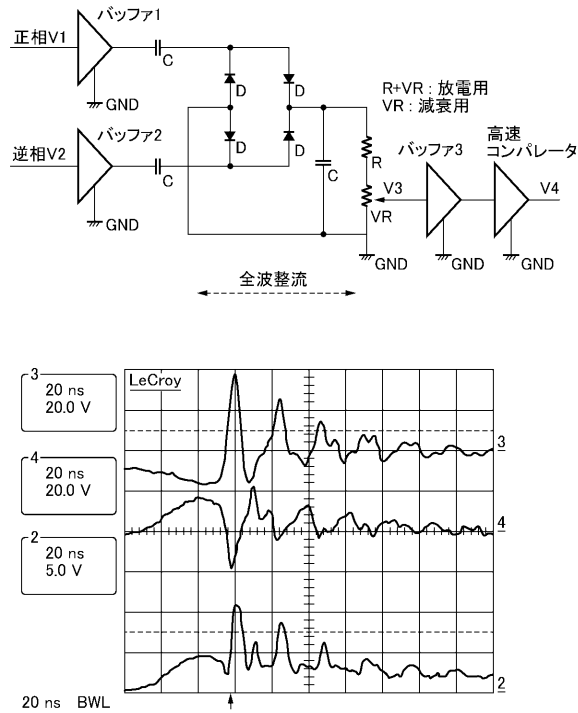 バッファ1
正相V1
C
GND
D
D
R+VR : 放電用
VR : 減衰用
バッファ2
逆相V2
C
GND
D
D
C
R
VR
V3
バッファ3
高速
コンパレータ
V4
GND
GND
GND
全波整流
3
20 ns
20.0 V
LeCroy
3
4
20 ns
20.0 V
4
2
20 ns
5.0 V
2
20 ns BWL